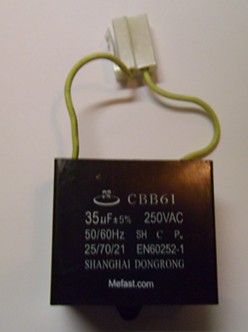 CBB61
35µF±5% 250VAC
50/60Hz SH C P₀
25/70/21 EN60252-1
SHANGHAI DONGRONG
Mefast.com